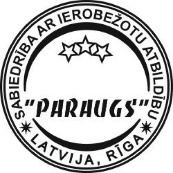 SABIEDRĪBA AR IEROBEŽOTU ATBILDĪBU
"PARAUGS"
LATVIJA, RĪGA